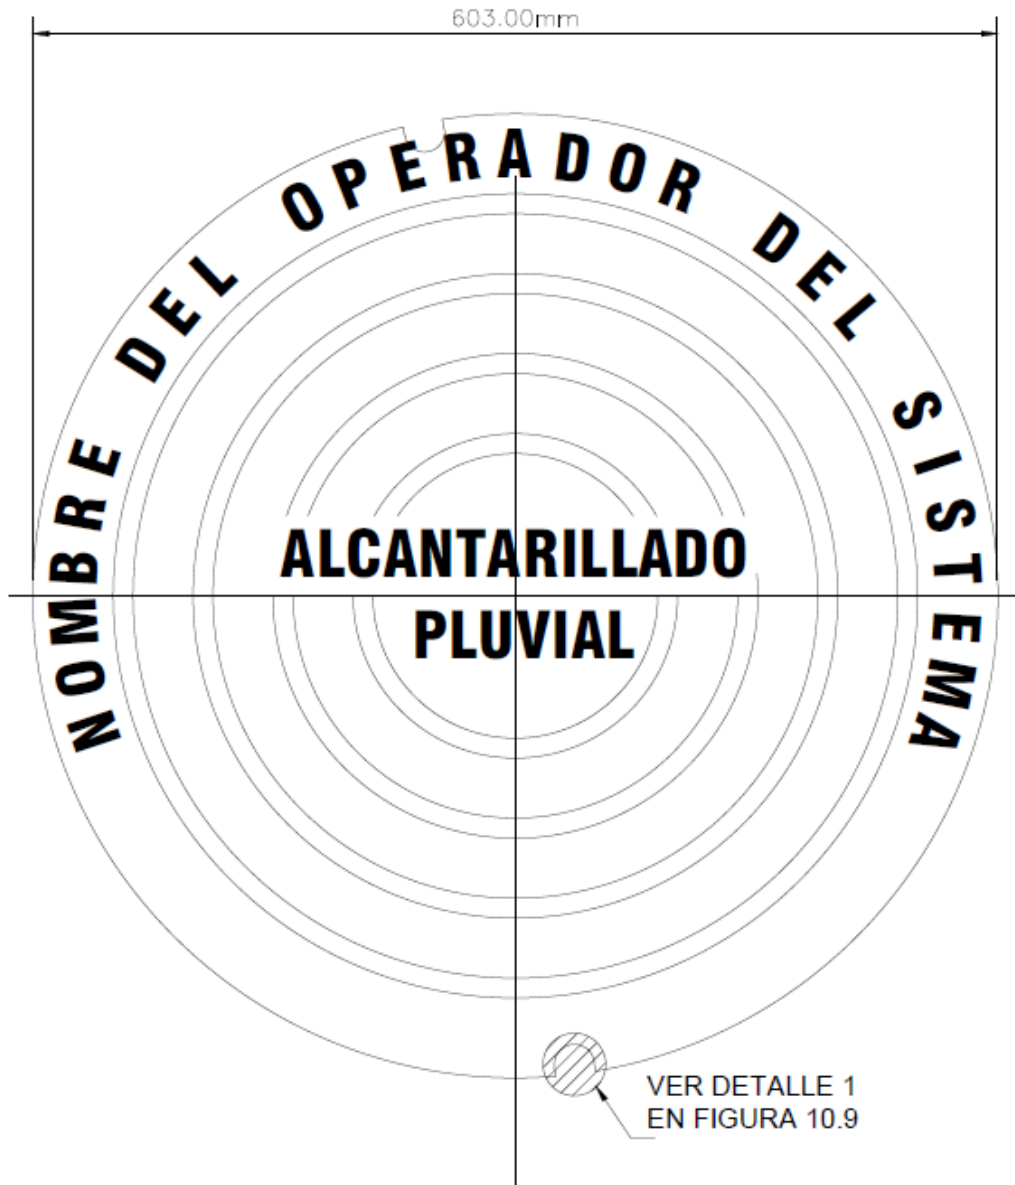 603.00mm
NOMBRE DEL OPERADOR DEL SISTEMA
ALCANTARILLADO
PLUVIAL
VER DETALLE 1
EN FIGURA 10.9